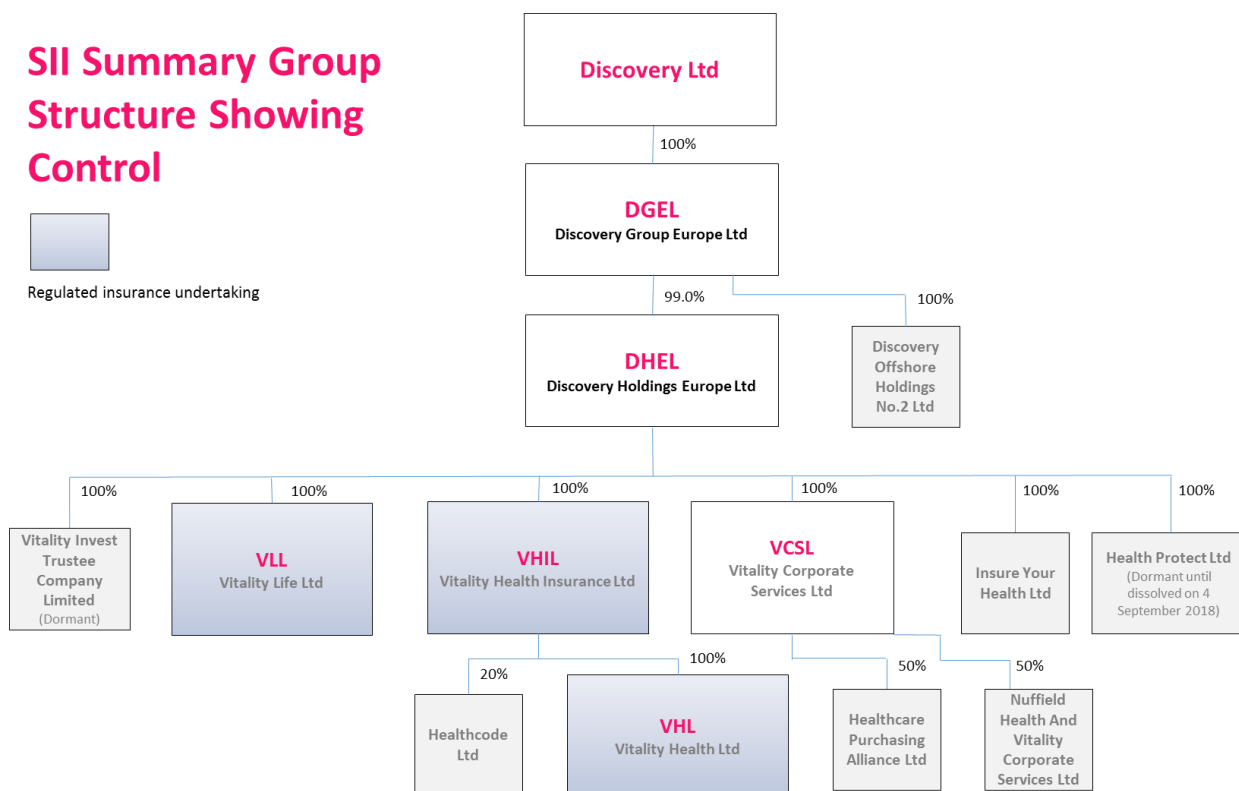 SII Summary Group
Structure Showing
Control
Regulated insurance undertaking
Discovery Ltd
100%
DGEL
Discovery Group Europe Ltd
99.0%
100%
DHEL
Discovery Holdings Europe Ltd
Discovery
Offshore
Holdings
No.2 Ltd
100%
100%
100%
100%
100%
100%
Vitality Invest
Trustee
Company
Limited
(Dormant)
VLL
Vitality Life Ltd
VHIL
Vitality Health Insurance Ltd
VCSL
Vitality Corporate
Services Ltd
Insure Your
Health Ltd
Health Protect Ltd
(Dormant until
dissolved on 4
September 2018)
20%
100%
50%
50%
Healthcode
Ltd
VHL
Vitality Health Ltd
Healthcare
Purchasing
Alliance Ltd
Nuffield
Health And
Vitality
Corporate
Services Ltd